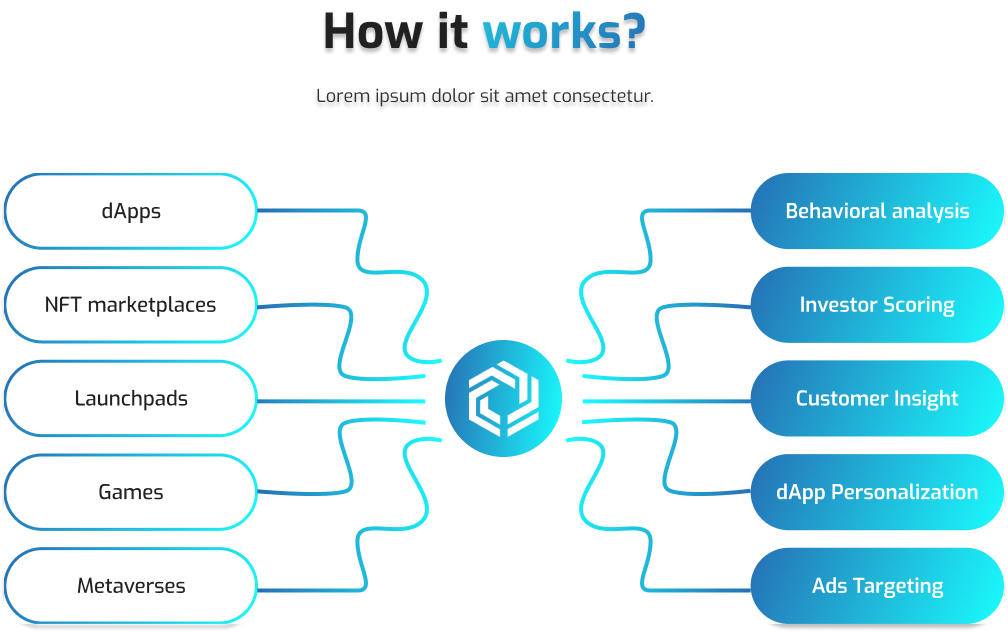 How it works?
Lorem ipsum dolor sit amet consectetur.
dApps
NFT marketplaces
Launchpads
Games
Metaverses
Behavioral analysis
Investor Scoring
Customer Insight
dApp Personalization
Ads Targeting